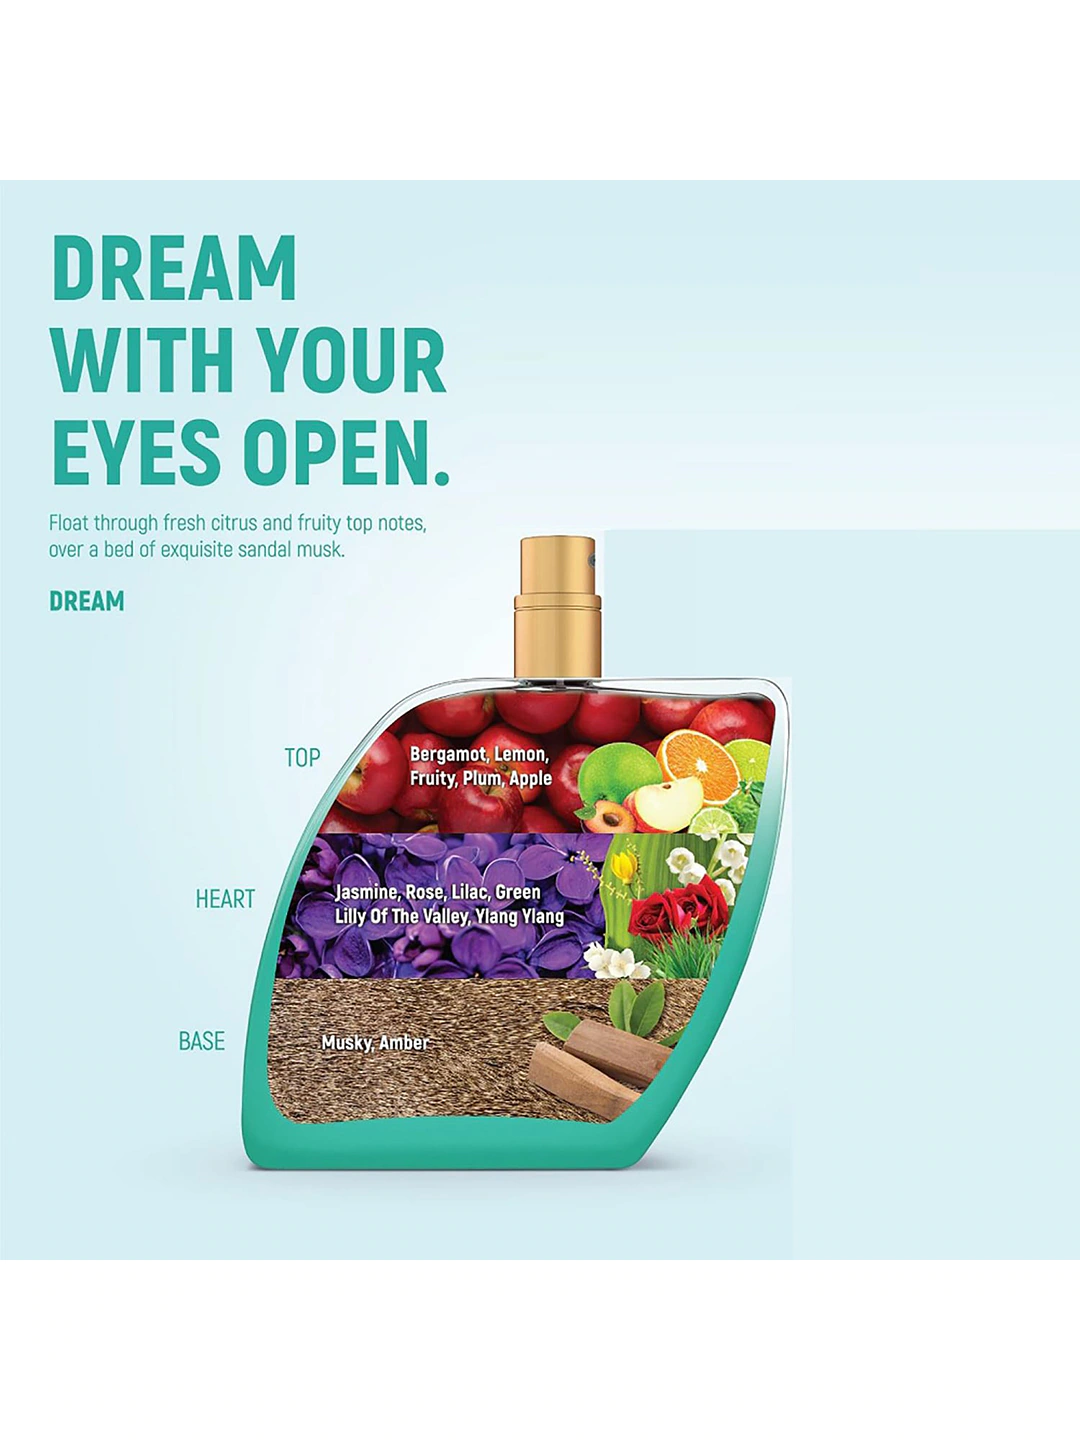 DREAM
WITH YOUR
EYES OPEN.
Float through fresh citrus and fruity top notes,
over a bed of exquisite sandal musk.
DREAM
TOP
Bergamot, Lemon,
Fruity, Plum, Apple
HEART
Jasmine, Rose, Lilac, Green
Lilly Of The Valley, Ylang Ylang
BASE
Musky, Amber